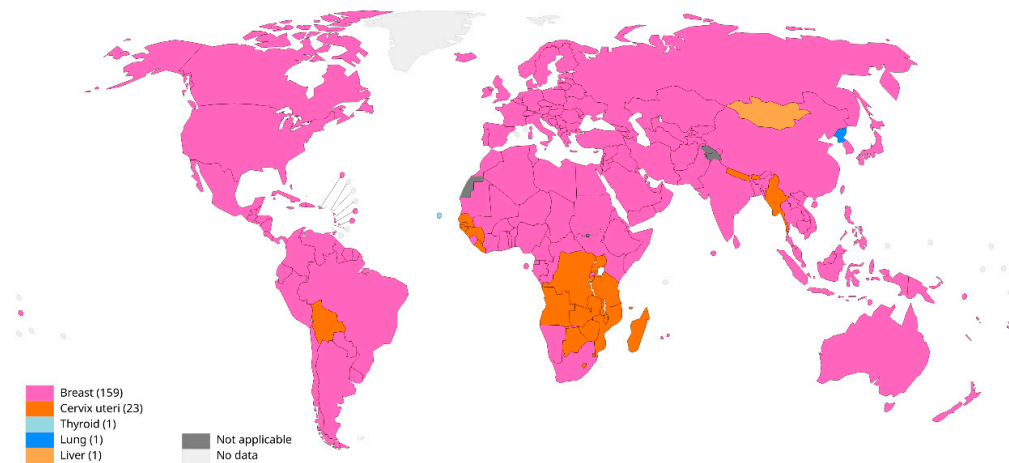 Breast (159)
Cervix uteri (23)
Thyroid (1)
Lung (1)
Liver (1)
Not applicable
No data